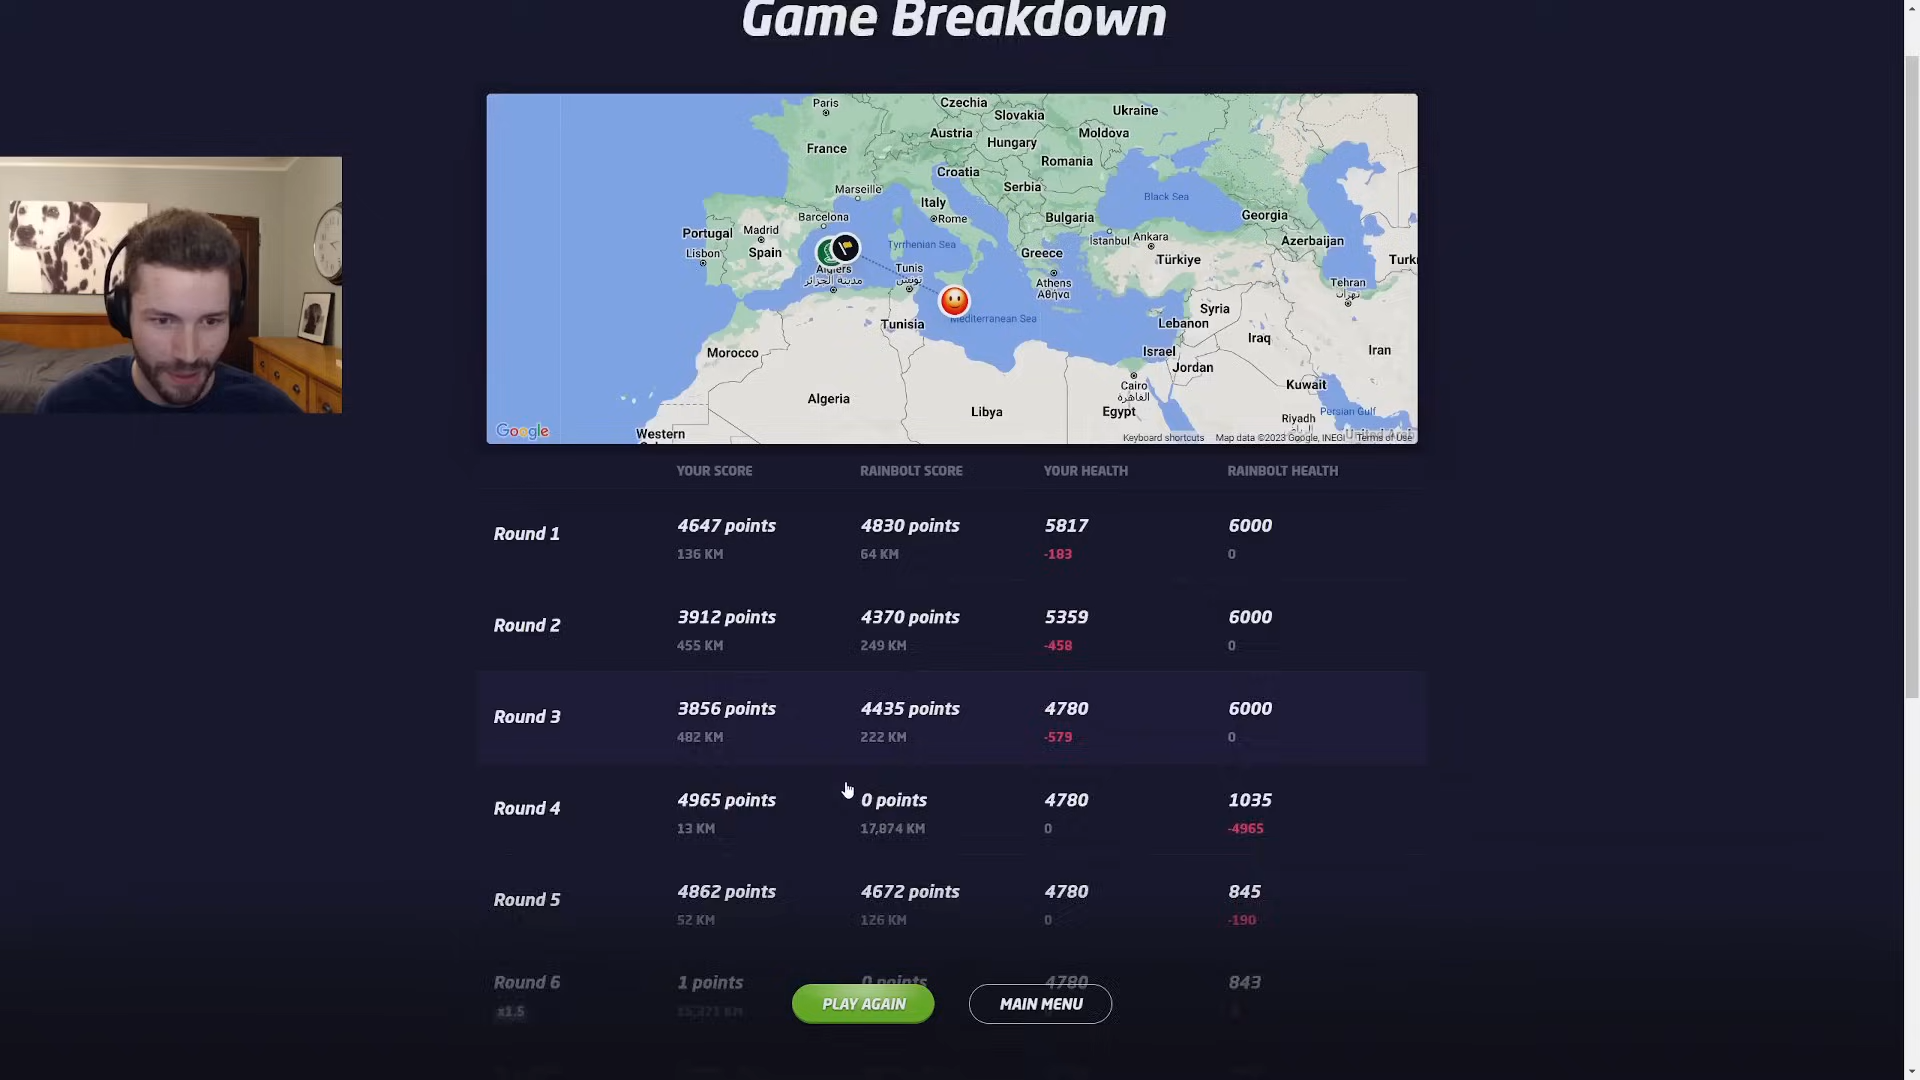 Game Breakdown
Paris
Czechia
Slovakia
Ukraine
Austria
Moldova
France
Hungary
Romania
Croatia
Marseille
Serbia
Black Sea
Italy
Barcelona
Rome
Bulgaria
Georgia
Portugal
Madrid
Istanbul
Ankara
Azerbaijan
Tyrrhenian Sea
Lisbon
Spain
Greece
Türkiye
Turk
Algiers
Tunis
مدينة الجزائر
تونس
Athens
Αθήνα
Tehran
تهران
Syria
Mediterranean Sea
Lebanon
Tunisia
Iraq
Morocco
Israel
Iran
Jordan
Cairo
القاهرة
Kuwait
Algeria
Libya
Egypt
Persian Gulf
Riyadh
Western
Google
Keyboard shortcuts
Map data ©2023 Google, INEGI
Terms of Use
YOUR SCORE RAINBOLT SCORE YOUR HEALTH RAINBOLT HEALTH
Round 1 4647 points 4830 points 5817 6000
136 KM 64 KM -183 0
Round 2 3912 points 4370 points 5359 6000
455 KM 249 KM -458 0
Round 3 3856 points 4435 points 4780 6000
482 KM 222 KM -579 0
Round 4 4965 points 0 points 4780 1035
13 KM 17,874 KM 0 -4965
Round 5 4862 points 4672 points 4780 845
52 KM 126 KM 0 -190
Round 6 1 points 0 points 4780 843
x1.5
PLAY AGAIN MAIN MENU